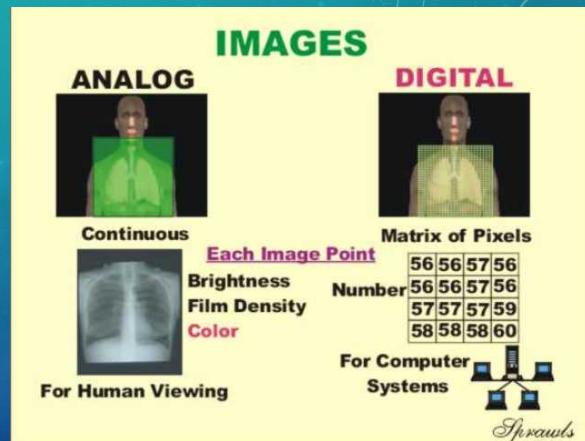 IMAGES
ANALOG
DIGITAL
Continuous
Matrix of Pixels
Each Image Point
Brightness
Film Density
Color
Number
56 56 57 56
56 56 57 56
57 57 57 59
58 58 58 60
For Human Viewing
For Computer
Systems
Sprawls